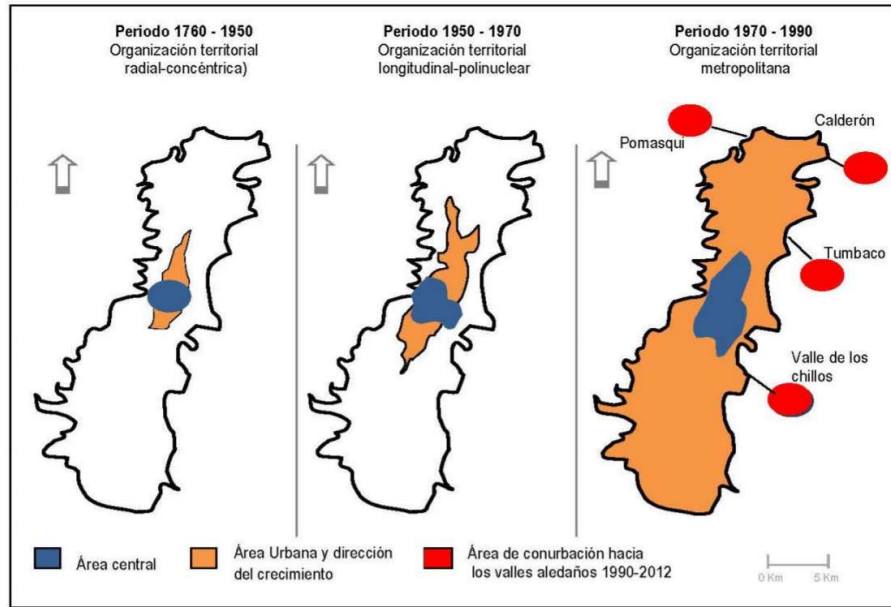 Periodo 1760 - 1950
Organización territorial
radial-concéntrica)
Periodo 1950 - 1970
Organización territorial
longitudinal-polinuclear
Periodo 1970 - 1990
Organización territorial
metropolitana
Calderón
Pomasqui
Tumbaco
Valle de los
chillos
Área central
Área Urbana y dirección
del crecimiento
Área de conurbación hacia
los valles aledaños 1990-2012
0 Km
5 Km